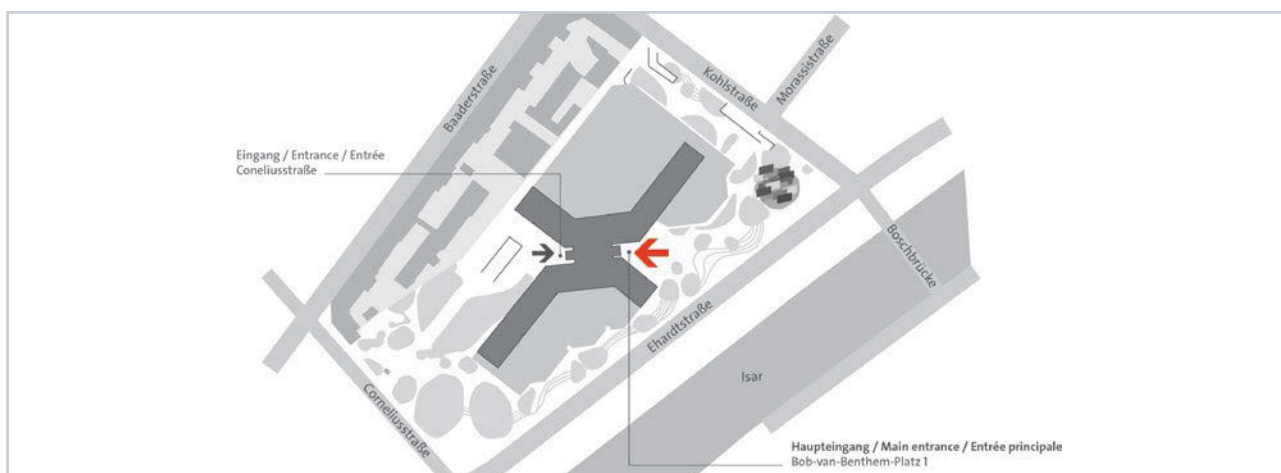 Baaderstraße
Kohlstraße
Morassistraße
Eingang / Entrance / Entrée
Coneliusstraße
Boschbrücke
Ehardtstraße
Isar
Corneliusstraße
Haupteingang / Main entrance / Entrée principale
Bob-van-Benthem-Platz 1